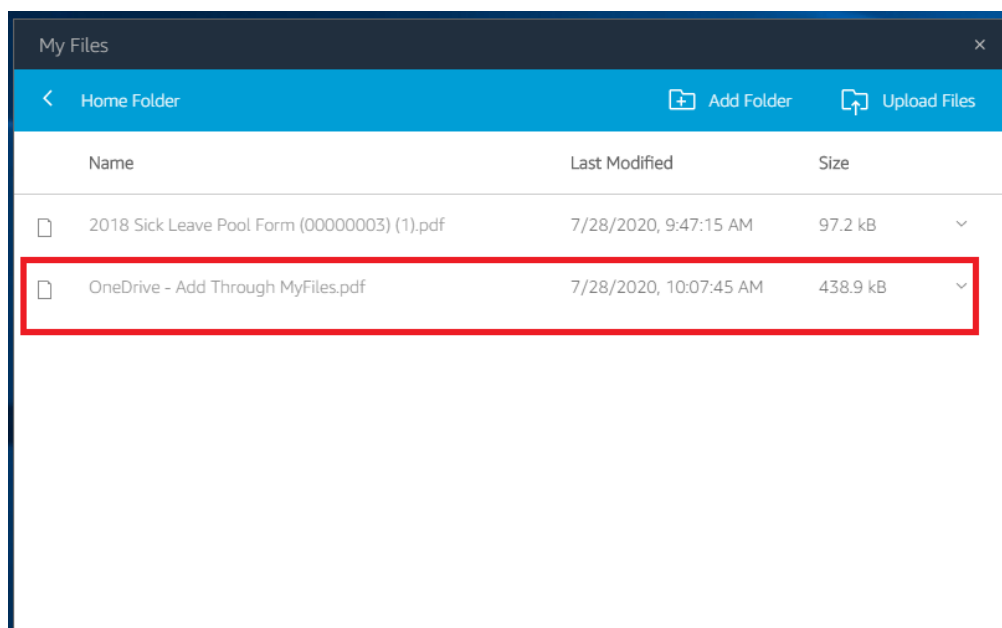 My Files
Home Folder Add Folder Upload Files
Name Last Modified Size
2018 Sick Leave Pool Form (00000003) (1).pdf 7/28/2020, 9:47:15 AM 97.2 kB
OneDrive - Add Through MyFiles.pdf 7/28/2020, 10:07:45 AM 438.9 kB